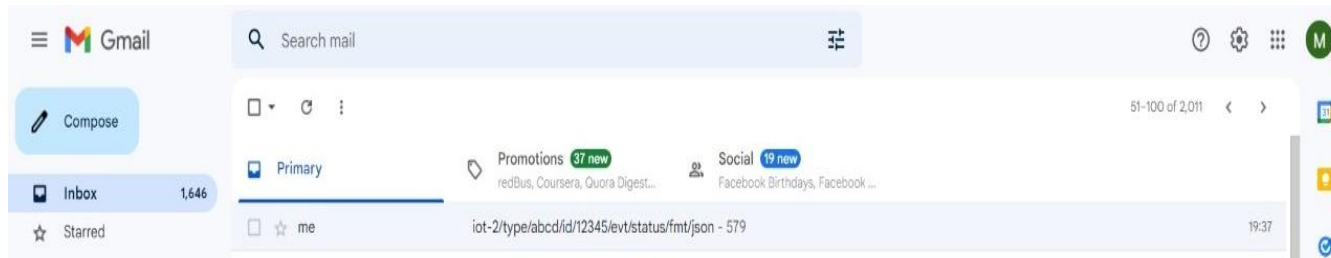 Gmail
Search mail
M
Compose
51-100 of 2,011
31
Primary
Promotions 37 new
redBus, Coursera, Quora Digest...
Social 19 new
Facebook Birthdays, Facebook ...
Inbox 1,646
Starred
me iot-2/type/abcd/id/12345/evt/status/fmt/json - 579 19:37